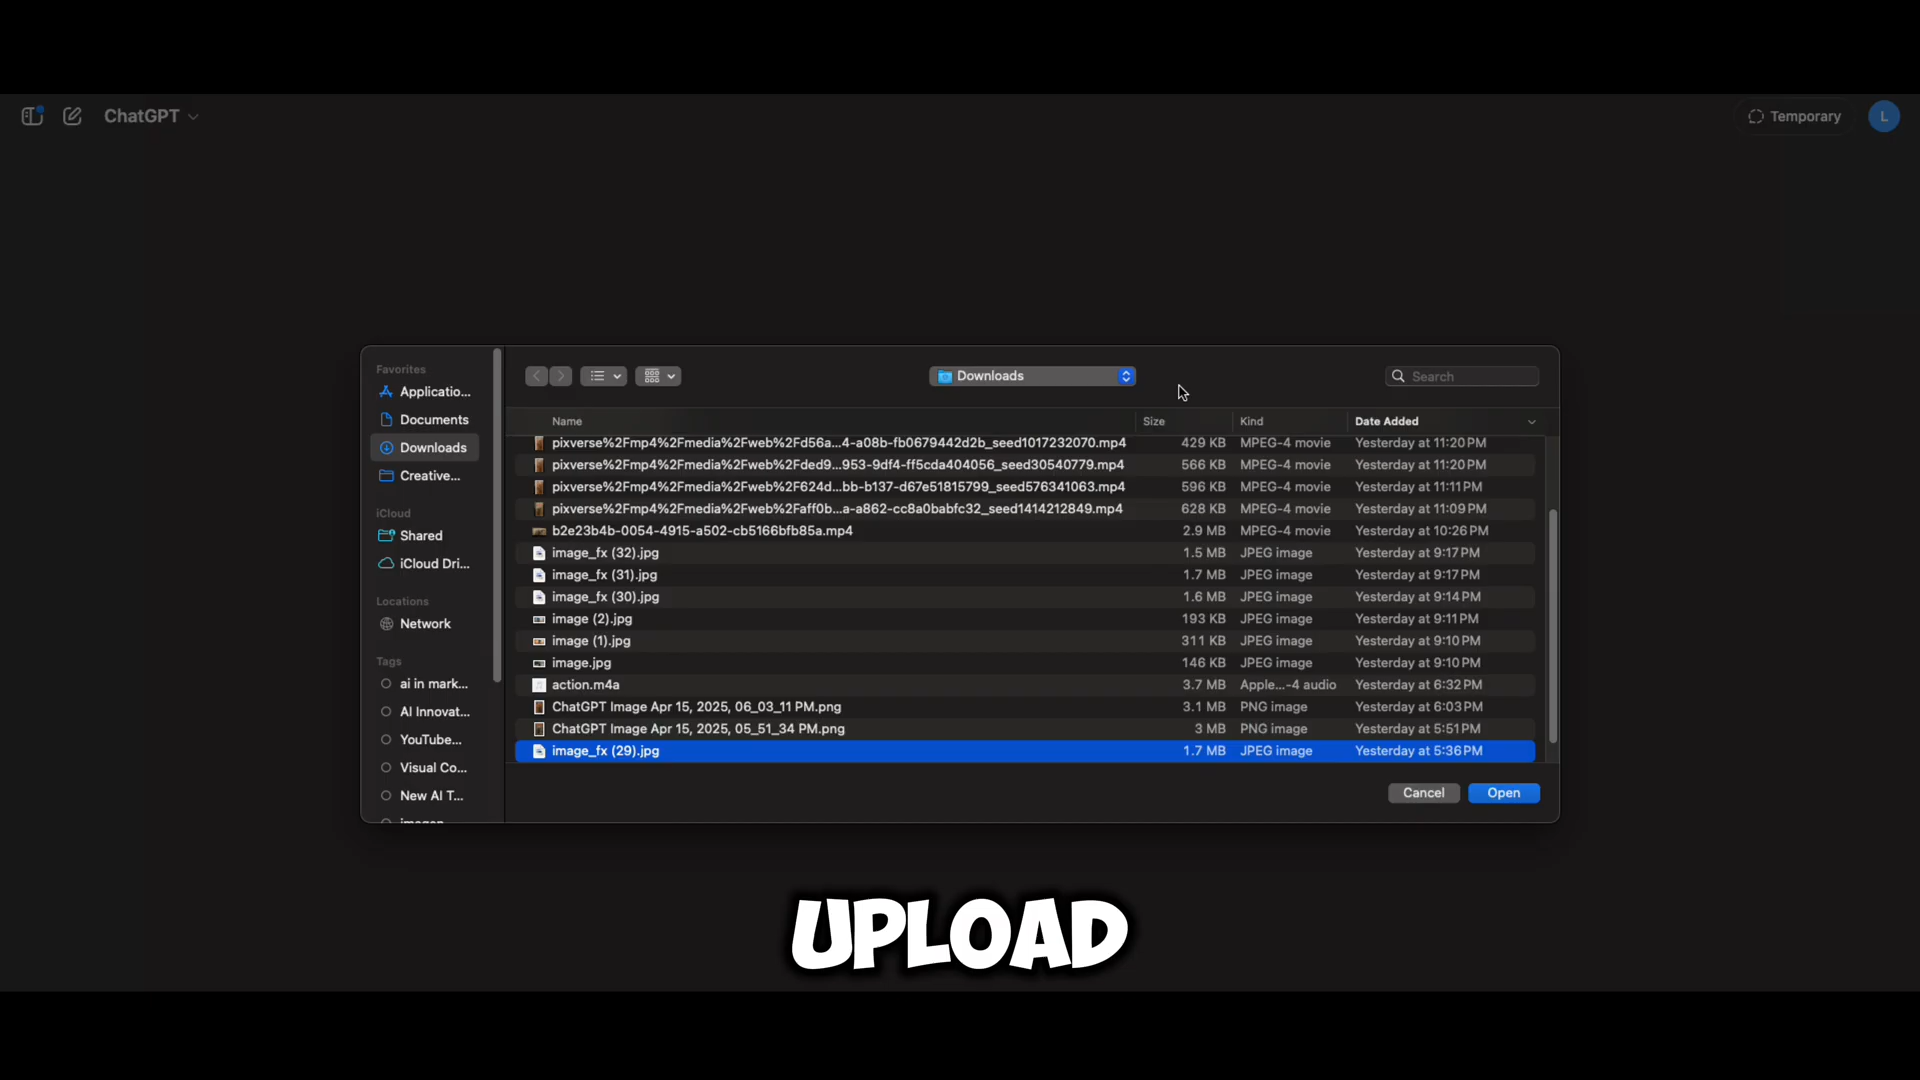 ChatGPT
Temporary
L
Favorites
Applicatio...
Documents
Downloads
Creative...
iCloud
Shared
iCloud Dri...
Locations
Network
Tags
ai in mark...
AI Innovat...
YouTube...
Visual Co...
New AI T...
Downloads
Search
Name Size Kind Date Added
pixverse%2Fmp4%2Fmedia%2Fweb%2Fd56a...4-a08b-fb0679442d2b_seed1017232070.mp4 429 KB MPEG-4 movie Yesterday at 11:20 PM
pixverse%2Fmp4%2Fmedia%2Fweb%2Fded9...953-9df4-ff5cda404056_seed30540779.mp4 566 KB MPEG-4 movie Yesterday at 11:20 PM
pixverse%2Fmp4%2Fmedia%2Fweb%2F624d...bb-b137-d67e51815799_seed576341063.mp4 596 KB MPEG-4 movie Yesterday at 11:11 PM
pixverse%2Fmp4%2Fmedia%2Fweb%2Faff0b...a-a862-cc8a0babfc32_seed1414212849.mp4 628 KB MPEG-4 movie Yesterday at 11:09 PM
b2e23b4b-0054-4915-a502-cb5166bfb85a.mp4 2.9 MB MPEG-4 movie Yesterday at 10:26 PM
image_fx (32).jpg 1.5 MB JPEG image Yesterday at 9:17 PM
image_fx (31).jpg 1.7 MB JPEG image Yesterday at 9:17 PM
image_fx (30).jpg 1.6 MB JPEG image Yesterday at 9:14 PM
image (2).jpg 193 KB JPEG image Yesterday at 9:11 PM
image (1).jpg 311 KB JPEG image Yesterday at 9:10 PM
image.jpg 146 KB JPEG image Yesterday at 9:10 PM
action.m4a 3.7 MB Apple...-4 audio Yesterday at 6:32 PM
ChatGPT Image Apr 15, 2025, 06_03_11 PM.png 3.1 MB PNG image Yesterday at 6:03 PM
ChatGPT Image Apr 15, 2025, 05_51_34 PM.png 3 MB PNG image Yesterday at 5:51 PM
image_fx (29).jpg 1.7 MB JPEG image Yesterday at 5:36 PM
Cancel
Open
UPLOAD